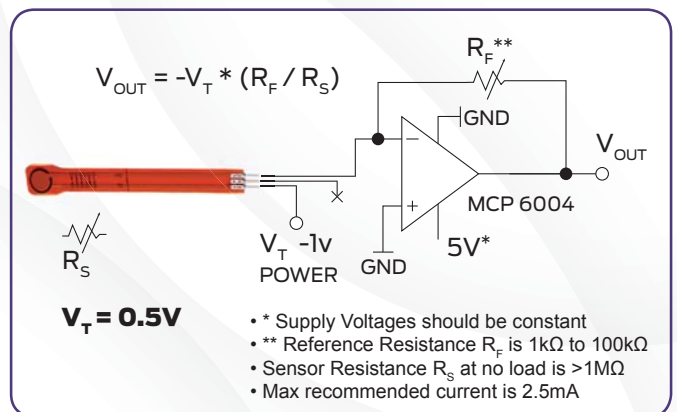 R_F**
V_OUT = -V_T * (R_F / R_S)
GND
V_OUT
−
+
MCP 6004
V_T -1v
POWER
GND
5V*
R_S
V_T = 0.5V
• * Supply Voltages should be constant
• ** Reference Resistance R_F is 1kΩ to 100kΩ
• Sensor Resistance R_S at no load is >1MΩ
• Max recommended current is 2.5mA